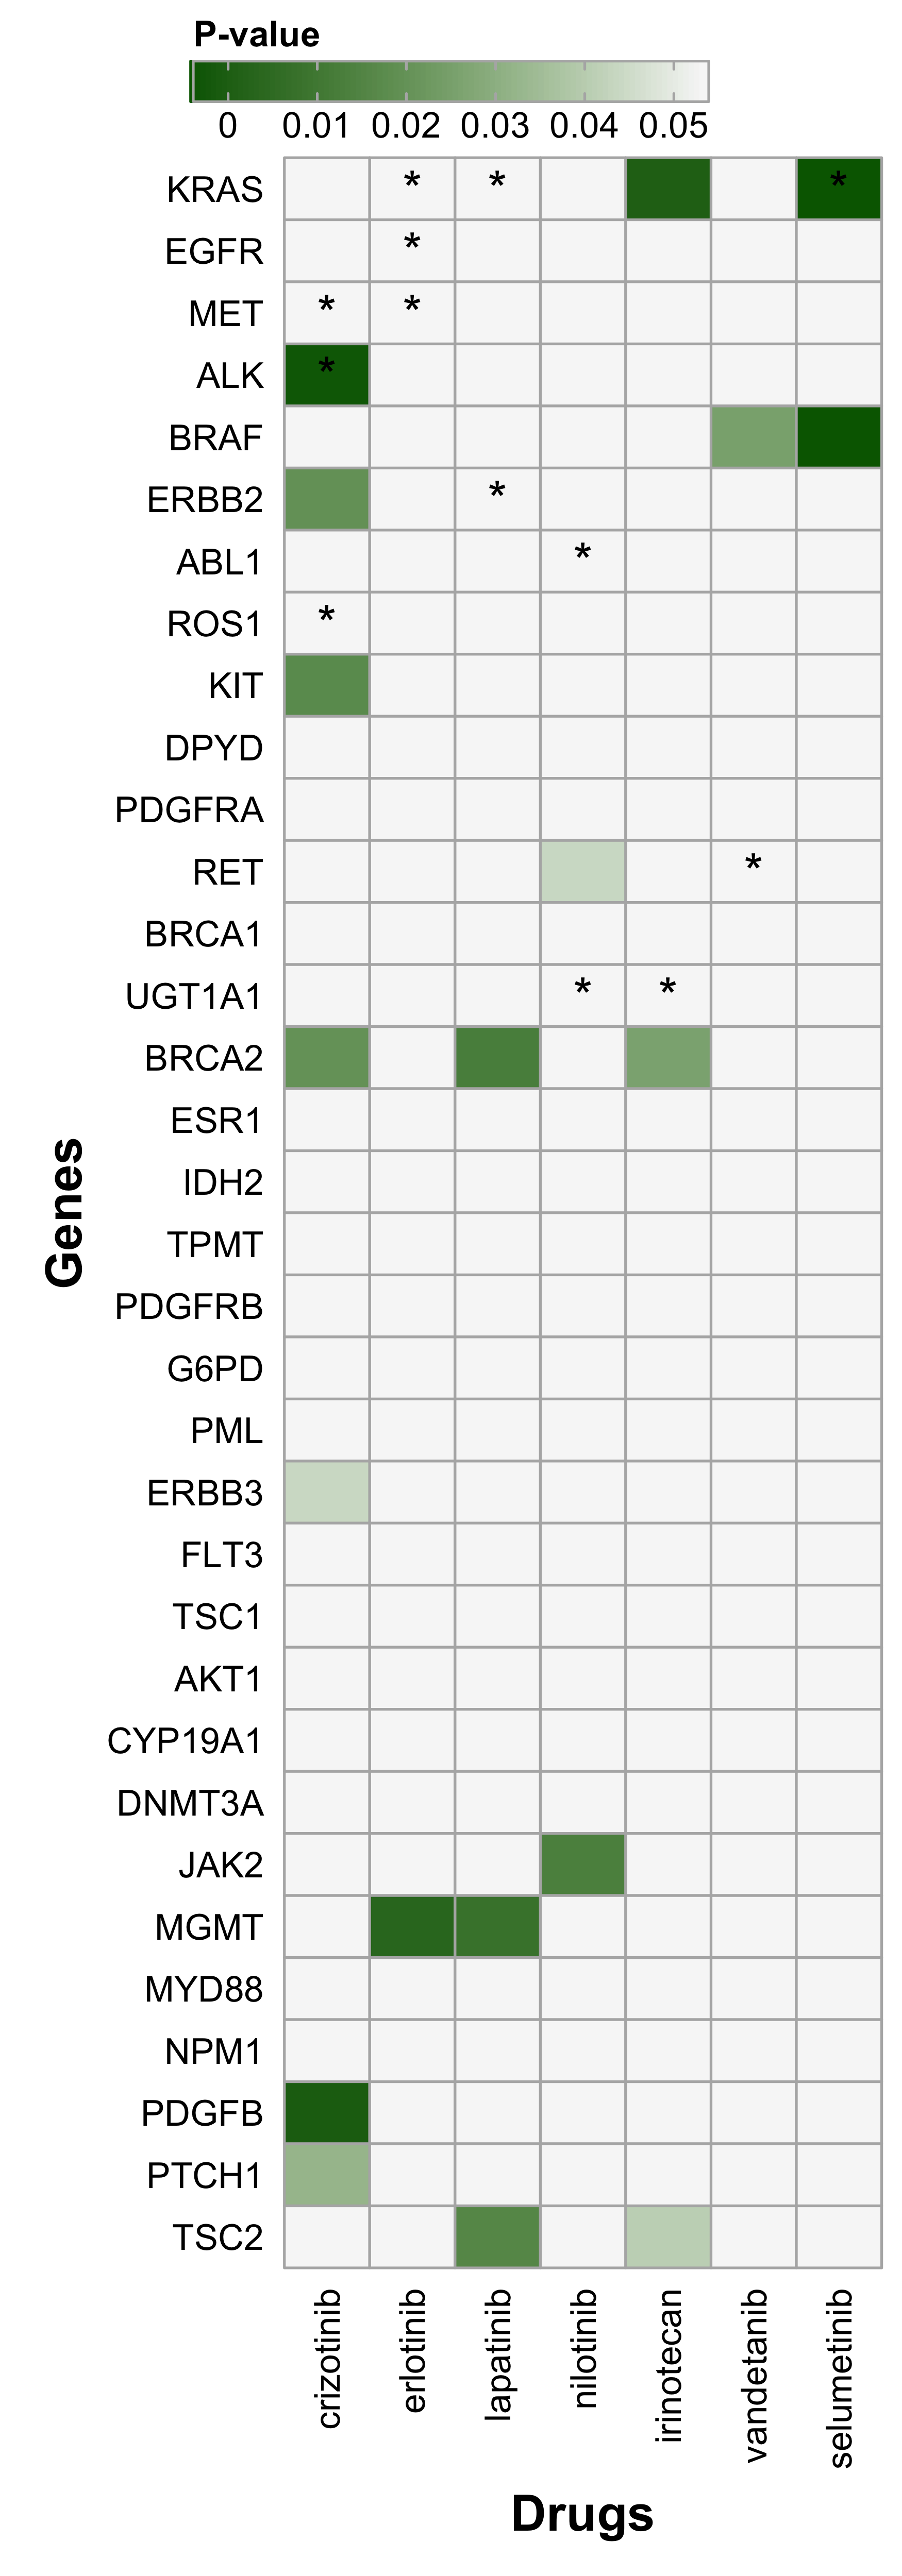 P-value
0 0.01 0.02 0.03 0.04 0.05
KRAS * * *
EGFR *
MET * *
ALK *
BRAF
ERBB2 *
ABL1 *
ROS1 *
KIT
DPYD
PDGFRA
RET *
BRCA1
UGT1A1 * *
BRCA2
ESR1
IDH2
TPMT
PDGFRB
G6PD
PML
ERBB3
FLT3
TSC1
AKT1
CYP19A1
DNMT3A
JAK2
MGMT
MYD88
NPM1
PDGFB
PTCH1
TSC2
Genes
crizotinib
erlotinib
lapatinib
nilotinib
irinotecan
vandetanib
selumetinib
Drugs